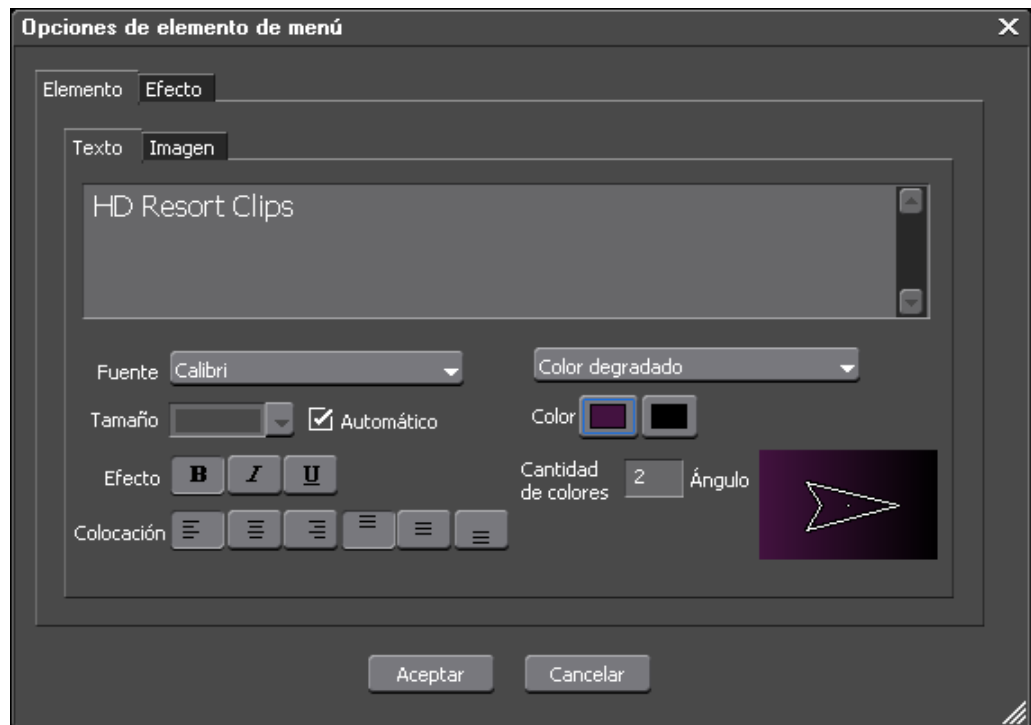 Opciones de elemento de menú
Elemento Efecto
Texto Imagen
HD Resort Clips
Fuente Calibri Color degradado
Tamaño Automático Color
Efecto B I U Cantidad de colores 2 Ángulo
Colocación
Aceptar Cancelar